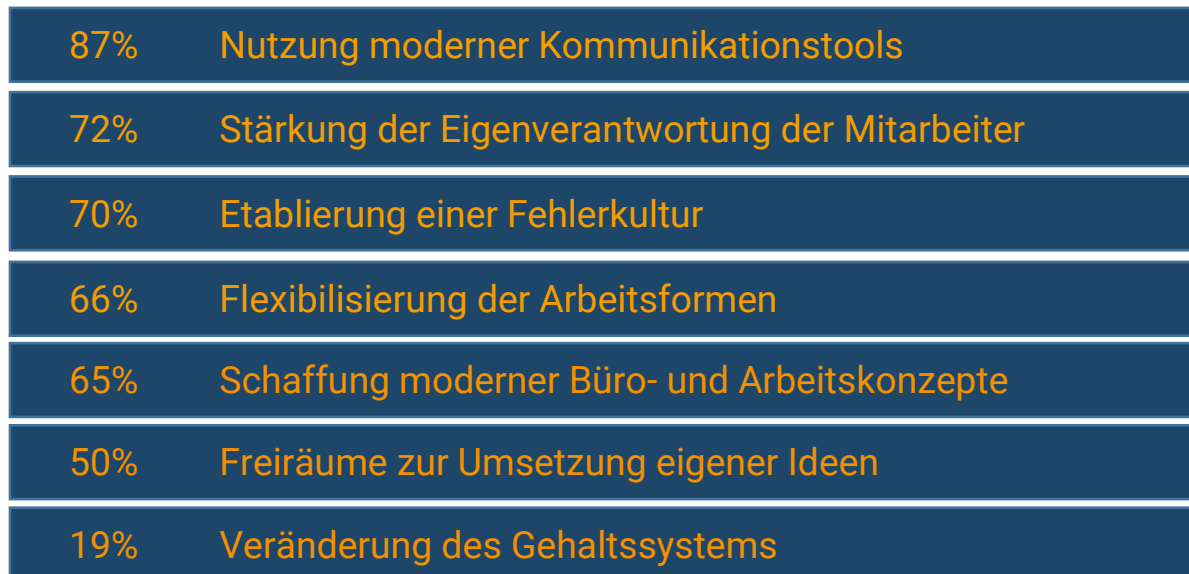 87% Nutzung moderner Kommunikationstools
72% Stärkung der Eigenverantwortung der Mitarbeiter
70% Etablierung einer Fehlerkultur
66% Flexibilisierung der Arbeitsformen
65% Schaffung moderner Büro- und Arbeitskonzepte
50% Freiräume zur Umsetzung eigener Ideen
19% Veränderung des Gehaltssystems